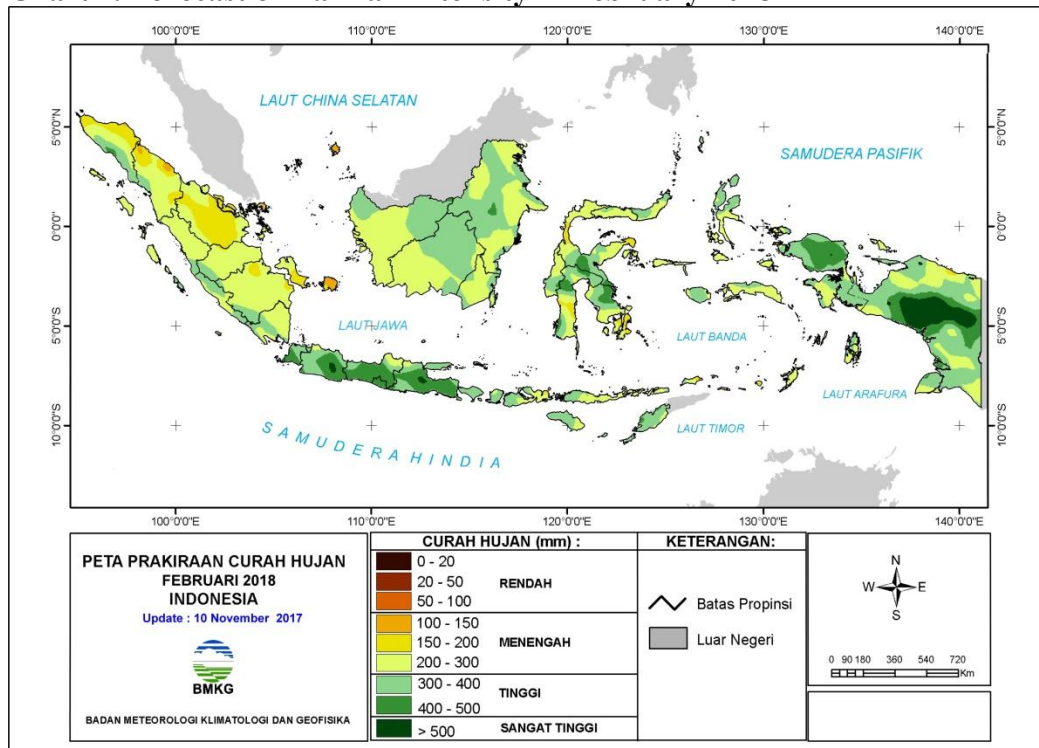 100°0'0"E 110°0'0"E 120°0'0"E 130°0'0"E 140°0'0"E
LAUT CHINA SELATAN
5°0'0"N 5°0'0"N
SAMUDERA PASIFIK
0°0'0" 0°0'0"
5°0'0"S 5°0'0"S
LAUT JAWA
LAUT BANDA
LAUT ARAFURA
10°0'0"S 10°0'0"S
SAMUDERA HINDIA
LAUT TIMOR
100°0'0"E 110°0'0"E 120°0'0"E 130°0'0"E 140°0'0"E
PETA PRAKIRAAN CURAH HUJAN
FEBRUARI 2018
INDONESIA
Update : 10 November 2017
BMKG
BADAN METEOROLOGI KLIMATOLOGI DAN GEOFISIKA
CURAH HUJAN (mm) :
0 - 20
20 - 50 RENDAH
50 - 100
100 - 150
150 - 200 MENENGAH
200 - 300
300 - 400 TINGGI
400 - 500
> 500 SANGAT TINGGI
KETERANGAN:
Batas Propinsi
Luar Negeri
N
W E
S
0 90 180 360 540 720
Km